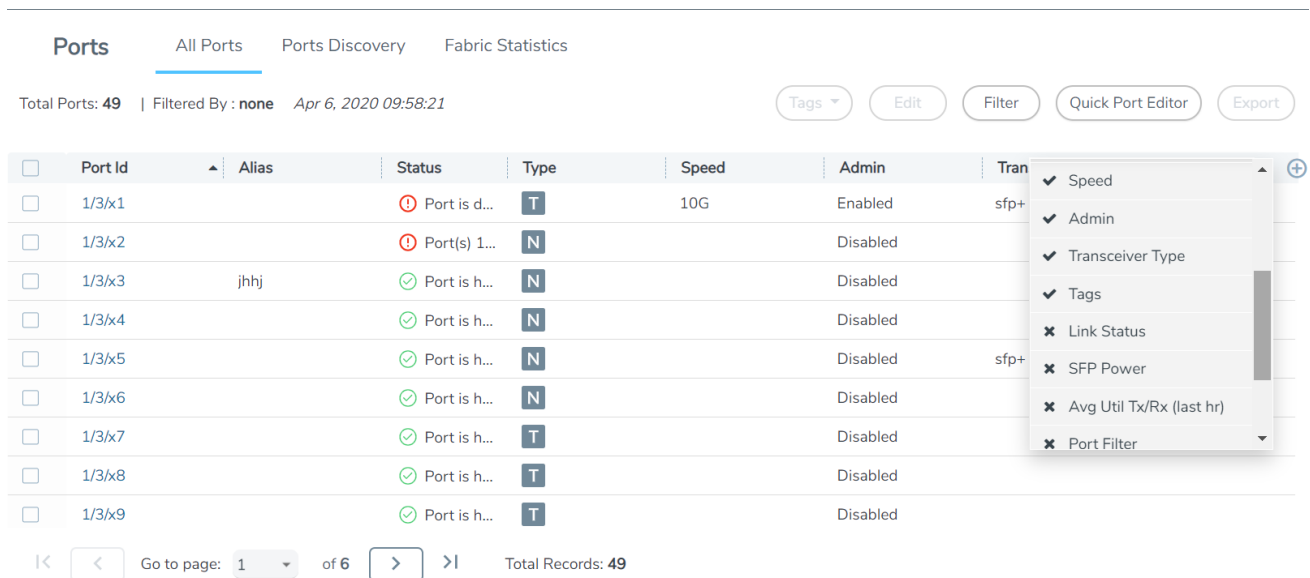 Ports All Ports Ports Discovery Fabric Statistics
Total Ports: 49 | Filtered By : none Apr 6, 2020 09:58:21 Tags Edit Filter Quick Port Editor Export
Port Id Alias Status Type Speed Admin Tran
1/3/x1 Port is d... T 10G Enabled sfp+
1/3/x2 Port(s) 1... N Disabled
1/3/x3 jhhj Port is h... N Disabled
1/3/x4 Port is h... N Disabled
1/3/x5 Port is h... N Disabled sfp+
1/3/x6 Port is h... N Disabled
1/3/x7 Port is h... T Disabled
1/3/x8 Port is h... T Disabled
1/3/x9 Port is h... T Disabled
Speed
Admin
Transceiver Type
Tags
Link Status
SFP Power
Avg Util Tx/Rx (last hr)
Port Filter
Go to page: 1 of 6 Total Records: 49